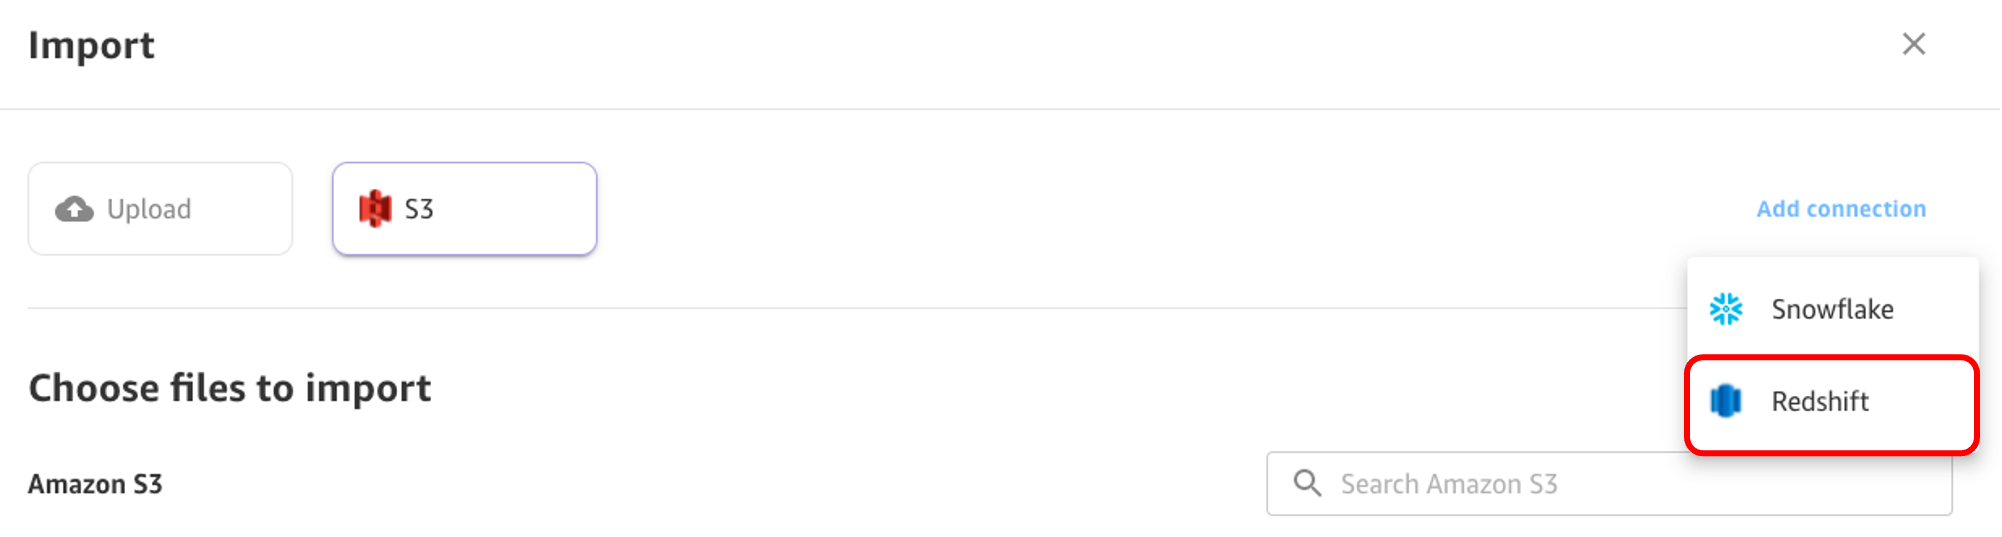 Import
Upload
S3
Add connection
Snowflake
Redshift
Choose files to import
Amazon S3
Search Amazon S3